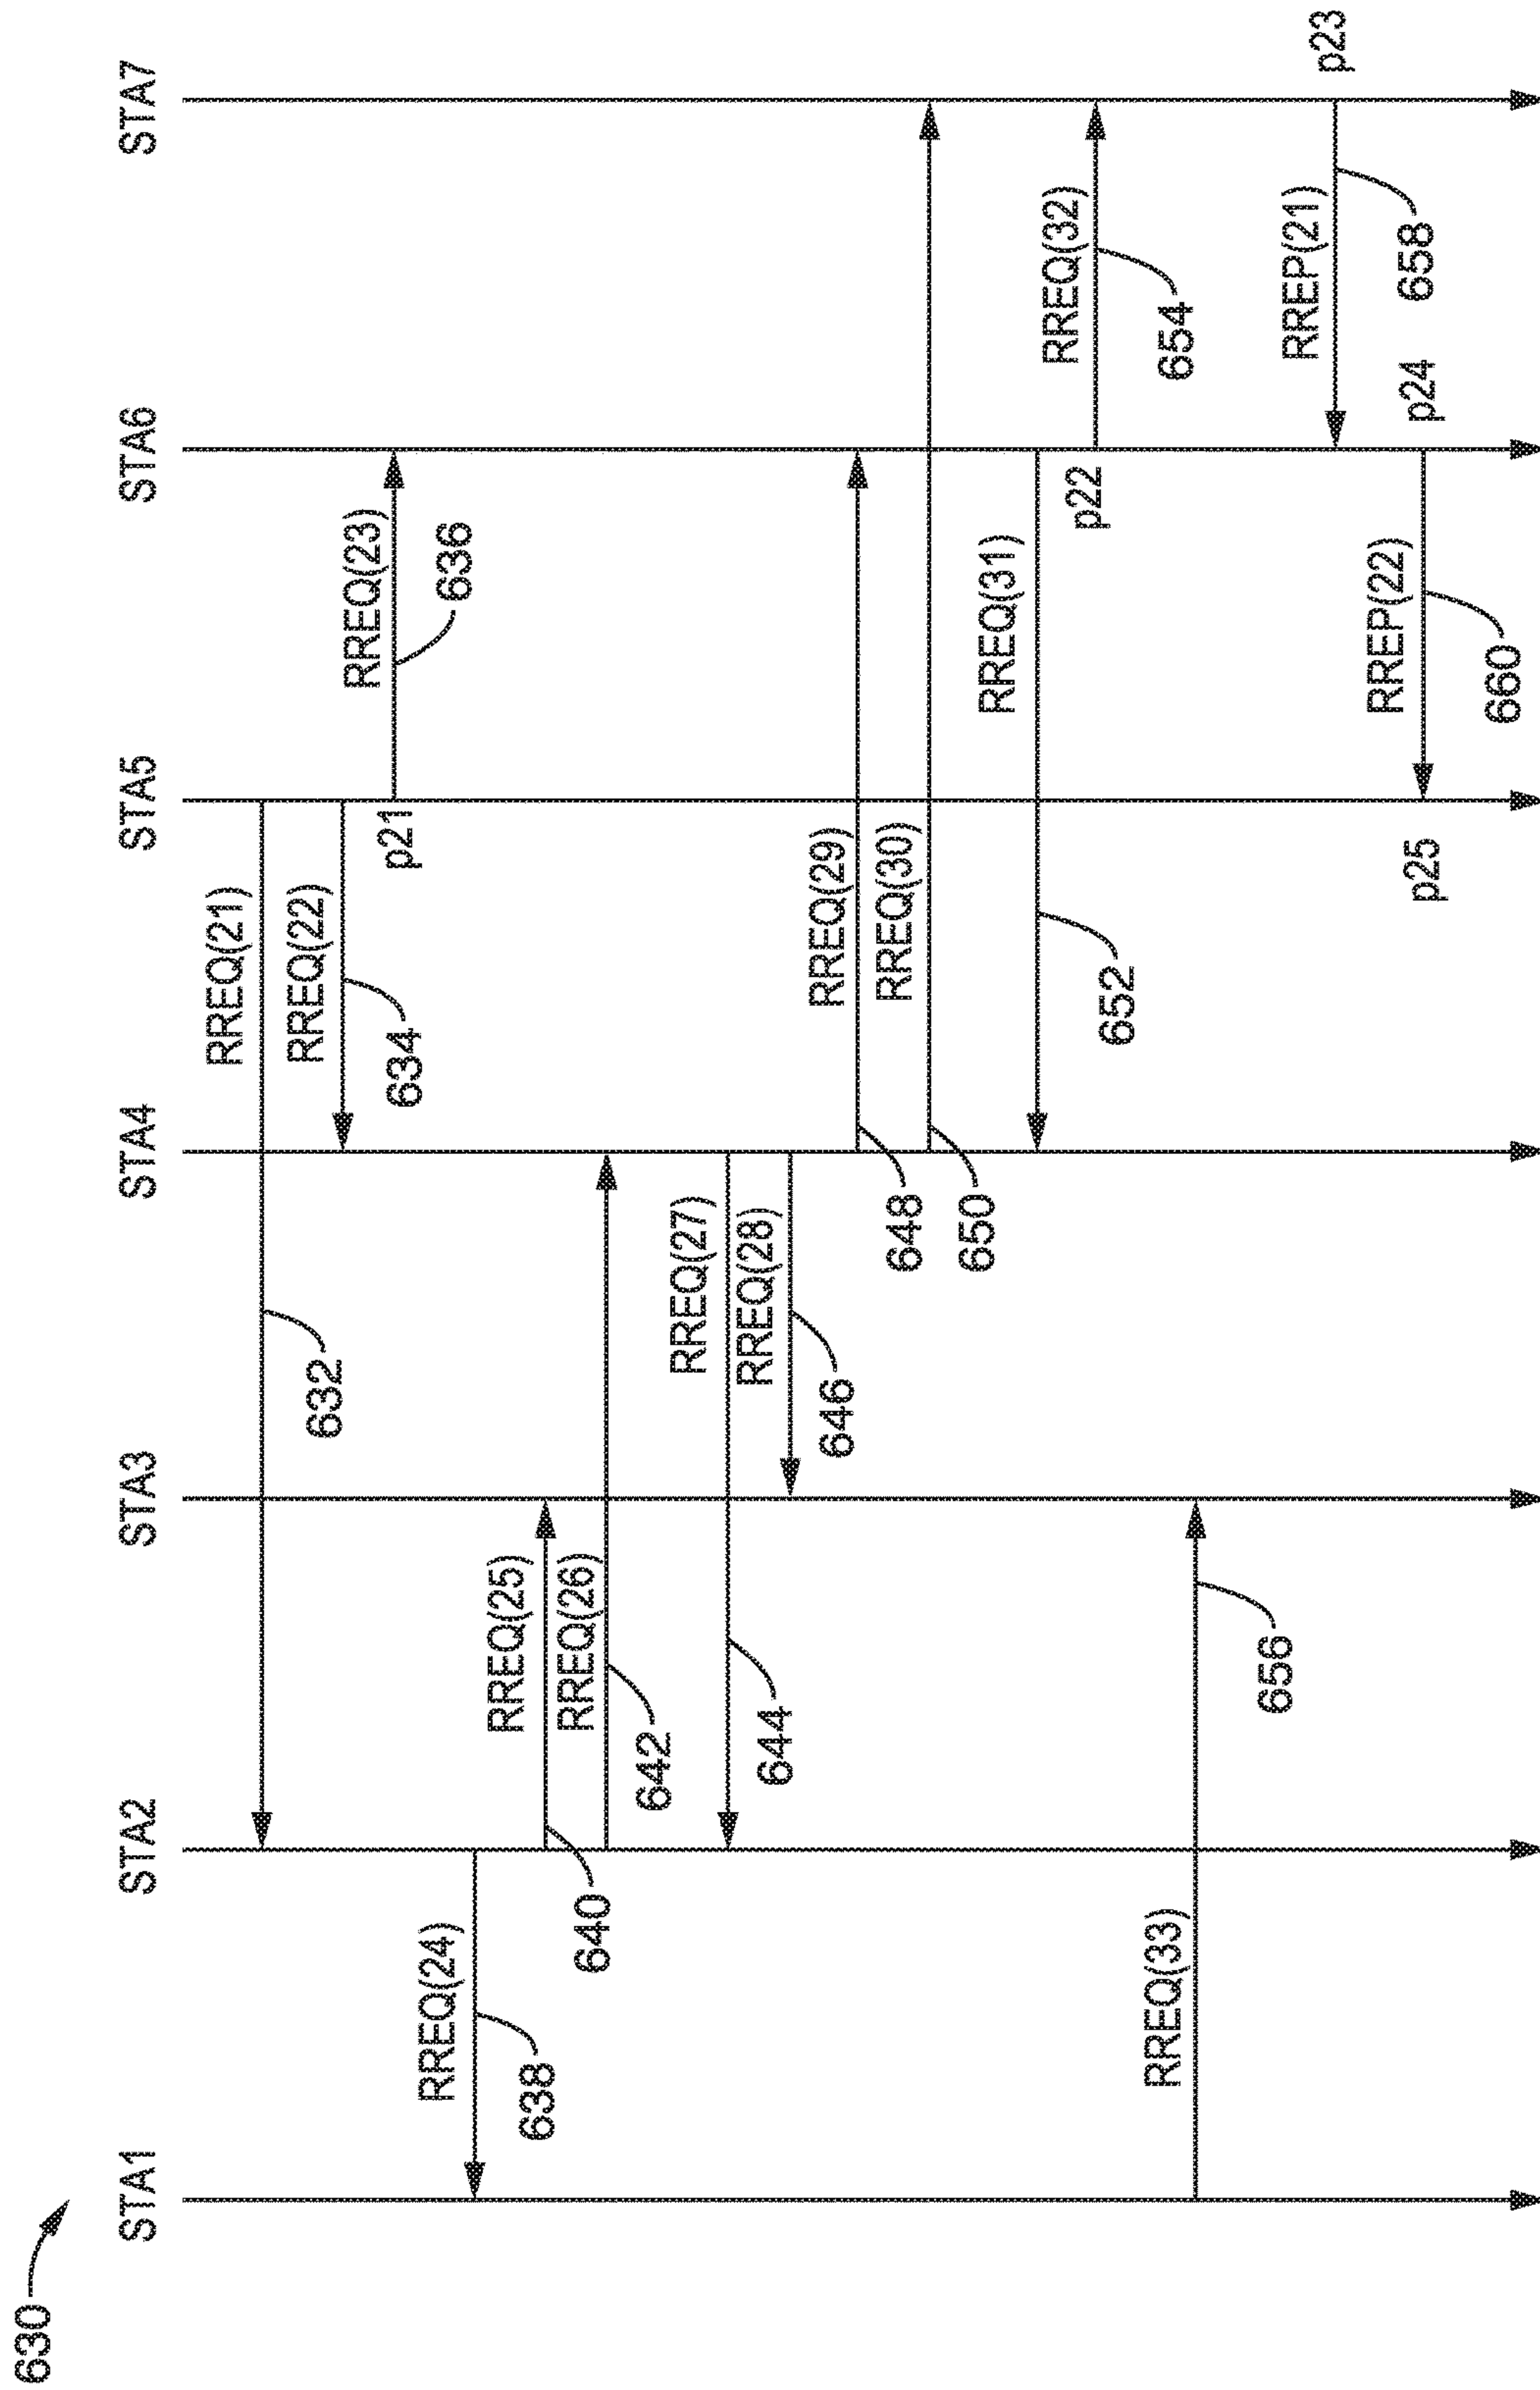 630
STA1
STA2
STA3
STA4
STA5
STA6
STA7
RREQ(21)
632
RREQ(22)
634
p21
RREQ(23)
636
RREQ(24)
638
RREQ(25)
640
RREQ(26)
642
RREQ(27)
644
RREQ(28)
646
RREQ(29)
648
RREQ(30)
650
RREQ(31)
652
p22
RREQ(32)
654
RREQ(33)
656
p23
RREP(21)
658
p24
RREP(22)
660
p25